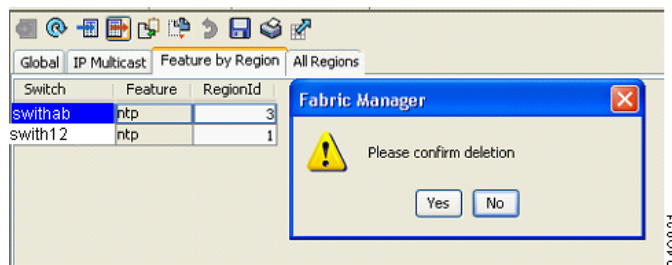 Global IP Multicast Feature by Region All Regions
Switch Feature RegionId
swithab ntp 3
swith12 ntp 1
Fabric Manager
Please confirm deletion
Yes No